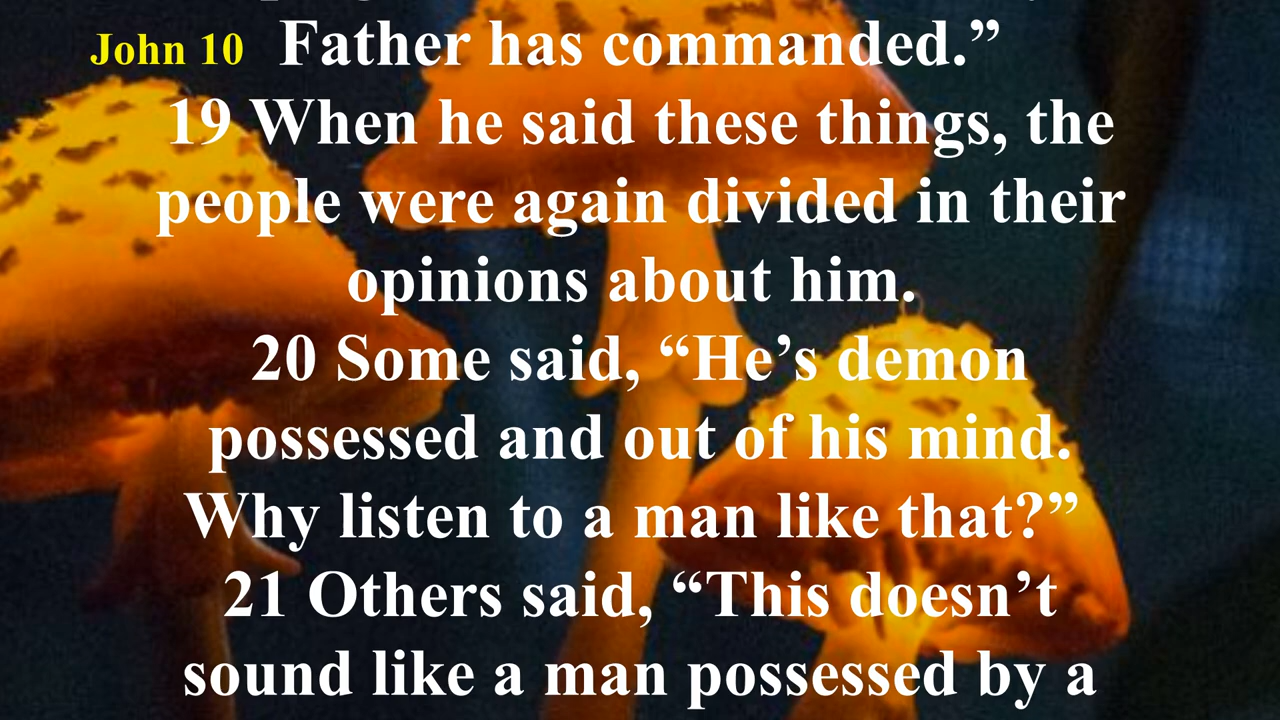 John 10 Father has commanded.”
19 When he said these things, the
people were again divided in their
opinions about him.
20 Some said, “He’s demon
possessed and out of his mind.
Why listen to a man like that?”
21 Others said, “This doesn’t
sound like a man possessed by a